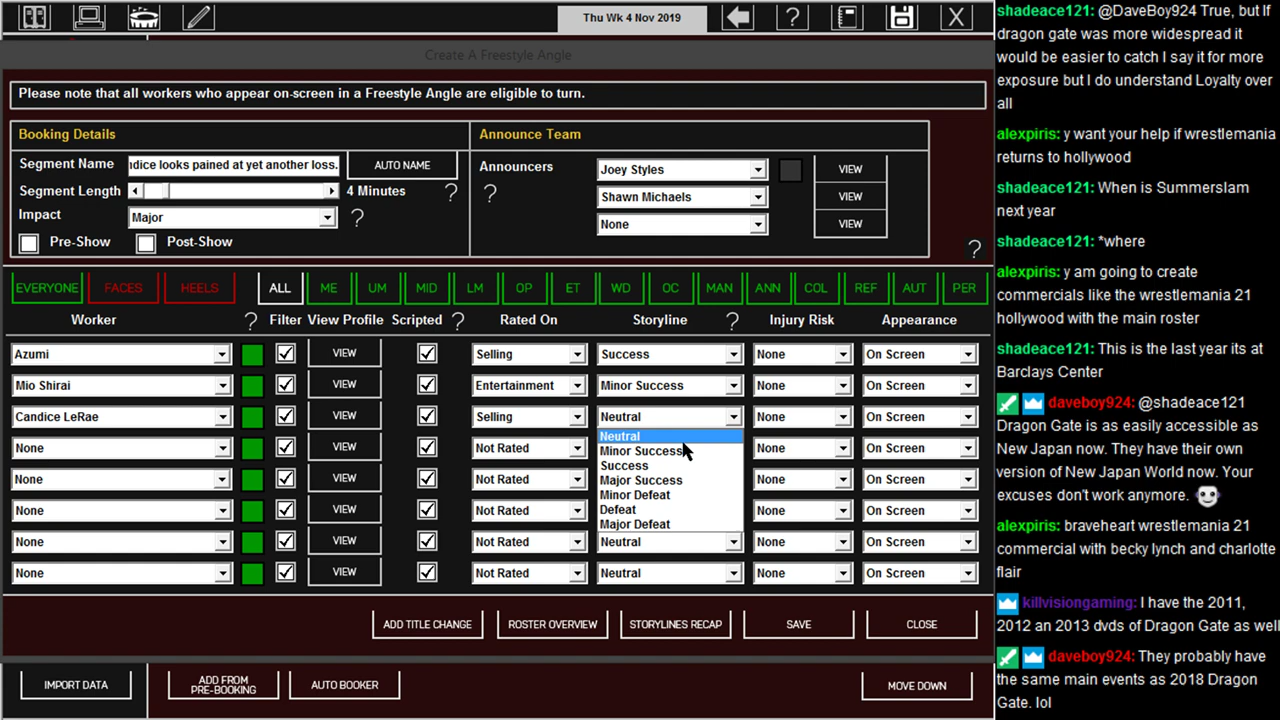 Thu Wk 4 Nov 2019
Create A Freestyle Angle
Please note that all workers who appear on-screen in a Freestyle Angle are eligible to turn.
Booking Details
Segment Name
ndice looks pained at yet another loss.
AUTO NAME
Segment Length
4 Minutes
?
Impact
Major
?
Pre-Show
Post-Show
Announce Team
Announcers
?
Joey Styles
VIEW
Shawn Michaels
VIEW
None
VIEW
?
EVERYONE FACES HEELS ALL ME UM MID LM OP ET WD OC MAN ANN COL REF AUT PER
Worker ? Filter View Profile Scripted ? Rated On Storyline ? Injury Risk Appearance
Azumi VIEW Selling Success None On Screen
Mio Shirai VIEW Entertainment Minor Success None On Screen
Candice LeRae VIEW Selling Neutral None On Screen
None VIEW Not Rated None On Screen
None VIEW Not Rated None On Screen
None VIEW Not Rated None On Screen
None VIEW Not Rated Neutral None On Screen
None VIEW Not Rated Neutral None On Screen
Neutral
Minor Success
Success
Major Success
Minor Defeat
Defeat
Major Defeat
ADD TITLE CHANGE ROSTER OVERVIEW STORYLINES RECAP SAVE CLOSE
IMPORT DATA
ADD FROM
PRE-BOOKING
AUTO BOOKER
MOVE DOWN
shadeace121: @DaveBoy924 True, but If
dragon gate was more widespread it
would be easier to catch I say it for more
exposure but I do understand Loyalty over
all
alexpiris: y want your help if wrestlemania
returns to hollywood
shadeace121: When is Summerslam
next year
shadeace121: *where
alexpiris: y am going to create
commercials like the wrestlemania 21
hollywood with the main roster
shadeace121: This is the last year its at
Barclays Center
daveboy924: @shadeace121
Dragon Gate is as easily accessible as
New Japan now. They have their own
version of New Japan World now. Your
excuses don't work anymore.
alexpiris: braveheart wrestlemania 21
commercial with becky lynch and charlotte
flair
killvisiongaming: I have the 2011,
2012 an 2013 dvds of Dragon Gate as well
daveboy924: They probably have
the same main events as 2018 Dragon
Gate. lol